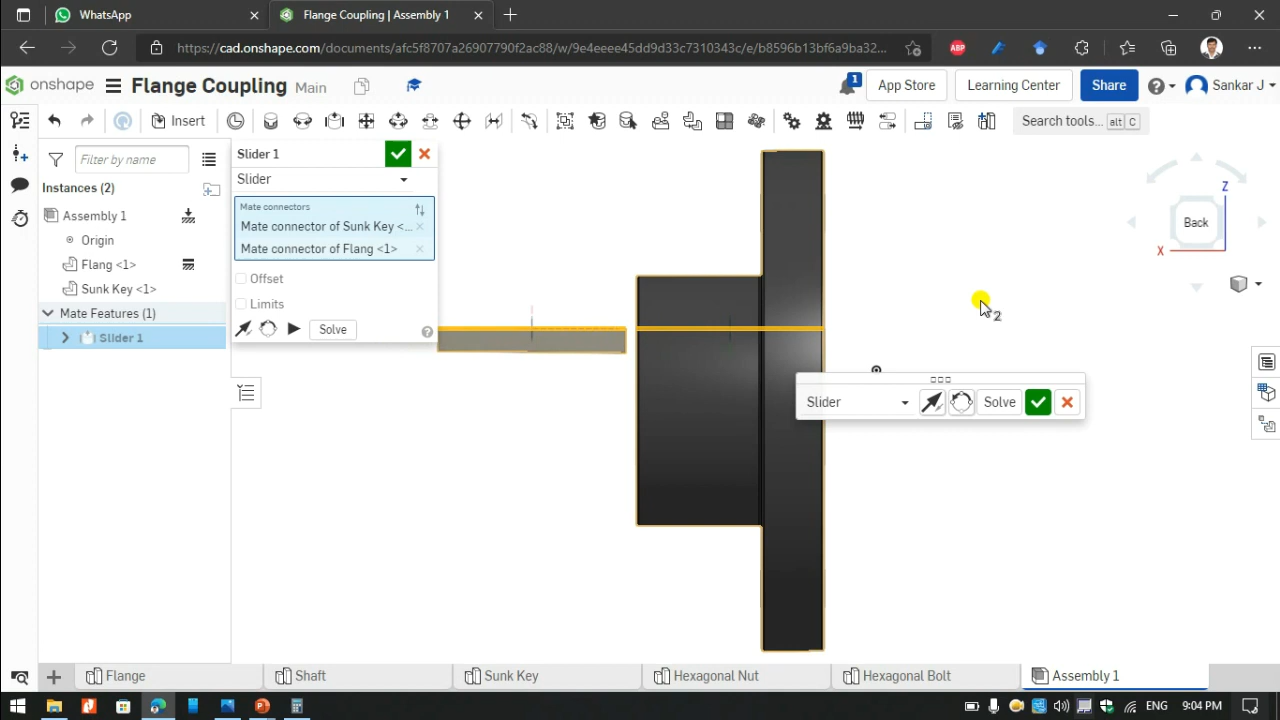 WhatsApp
Flange Coupling | Assembly 1
https://cad.onshape.com/documents/afc5f8707a26907790f2ac88/w/9e4eeee45dd9d33c7310343c/e/b8596b13bf6a9ba32...
ABP
onshape
Flange Coupling Main
1
App Store
Learning Center
Share
Sankar J
Insert
Search tools... alt C
Filter by name
Instances (2)
Assembly 1
Origin
Flang <1>
Sunk Key <1>
Mate Features (1)
Slider 1
Slider 1
Slider
Mate connectors
Mate connector of Sunk Key <...
Mate connector of Flang <1>
Offset
Limits
Solve
Z
Back
X
2
Slider
Solve
Flange
Shaft
Sunk Key
Hexagonal Nut
Hexagonal Bolt
Assembly 1
ENG
9:04 PM